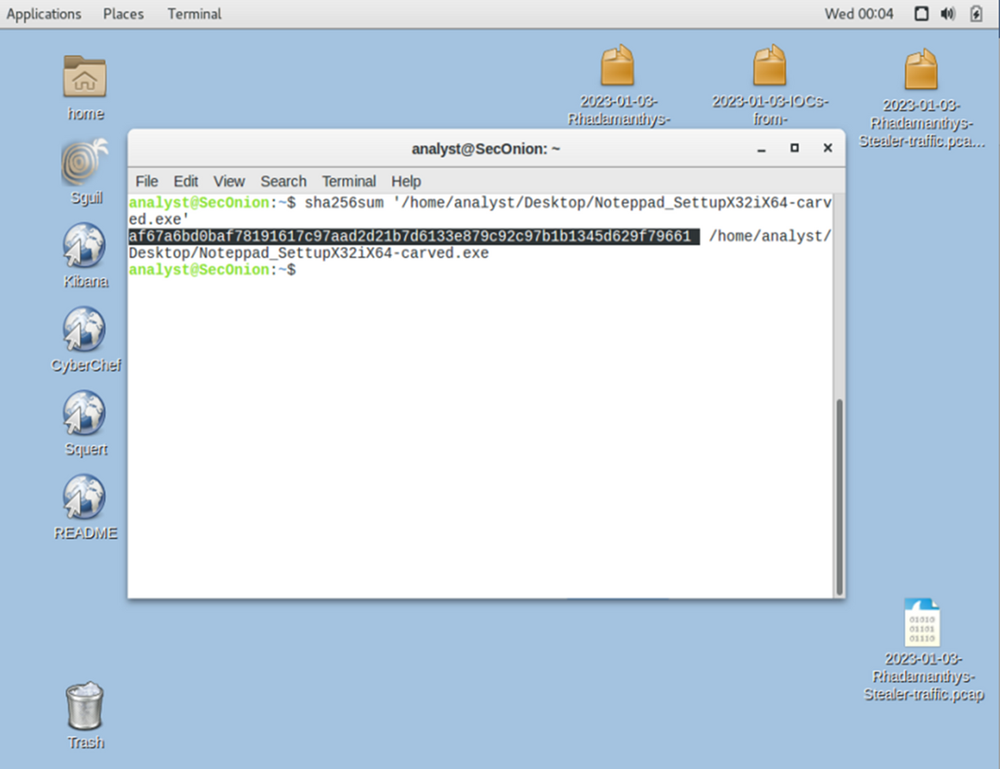 Applications Places Terminal Wed 00:04
home
Sguil
Kibana
CyberChef
Squert
README
Trash
2023-01-03-
Rhadamanthys-
2023-01-03-IOCs-
from-
2023-01-03-
Rhadamanthys-
Stealer-traffic.pca...
analyst@SecOnion: ~
File Edit View Search Terminal Help
analyst@SecOnion:~$ sha256sum '/home/analyst/Desktop/Noteppad_SettupX32iX64-carv
ed.exe'
af67a6bd0baf78191617c97aad2d21b7d6133e879c92c97b1b1345d629f79661 /home/analyst/
Desktop/Noteppad_SettupX32iX64-carved.exe
analyst@SecOnion:~$
01010
01101
01110
2023-01-03-
Rhadamanthys-
Stealer-traffic.pcap